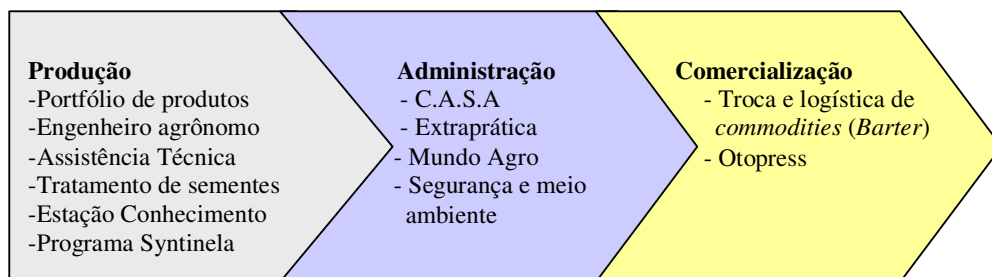 Produção
-Portfólio de produtos
-Engenheiro agrônomo
-Assistência Técnica
-Tratamento de sementes
-Estação Conhecimento
-Programa Syntinela
Administração
- C.A.S.A
- Extraprática
- Mundo Agro
- Segurança e meio
ambiente
Comercialização
- Troca e logística de
commodities (Barter)
- Otopress